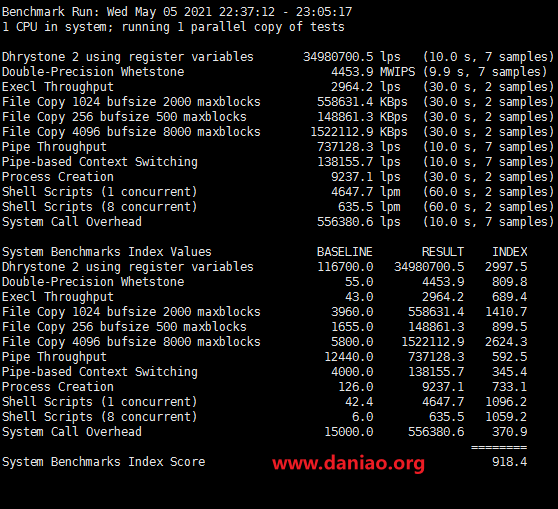 Benchmark Run: Wed May 05 2021 22:37:12 - 23:05:17
1 CPU in system; running 1 parallel copy of tests
Dhrystone 2 using register variables 34980700.5 lps (10.0 s, 7 samples)
Double-Precision Whetstone 4453.9 MWIPS (9.9 s, 7 samples)
Execl Throughput 2964.2 lps (30.0 s, 2 samples)
File Copy 1024 bufsize 2000 maxblocks 558631.4 KBps (30.0 s, 2 samples)
File Copy 256 bufsize 500 maxblocks 148861.3 KBps (30.0 s, 2 samples)
File Copy 4096 bufsize 8000 maxblocks 1522112.9 KBps (30.0 s, 2 samples)
Pipe Throughput 737128.3 lps (10.0 s, 7 samples)
Pipe-based Context Switching 138155.7 lps (10.0 s, 7 samples)
Process Creation 9237.1 lps (30.0 s, 2 samples)
Shell Scripts (1 concurrent) 4647.7 lpm (60.0 s, 2 samples)
Shell Scripts (8 concurrent) 635.5 lpm (60.0 s, 2 samples)
System Call Overhead 556380.6 lps (10.0 s, 7 samples)
System Benchmarks Index Values BASELINE RESULT INDEX
Dhrystone 2 using register variables 116700.0 34980700.5 2997.5
Double-Precision Whetstone 55.0 4453.9 809.8
Execl Throughput 43.0 2964.2 689.4
File Copy 1024 bufsize 2000 maxblocks 3960.0 558631.4 1410.7
File Copy 256 bufsize 500 maxblocks 1655.0 148861.3 899.5
File Copy 4096 bufsize 8000 maxblocks 5800.0 1522112.9 2624.3
Pipe Throughput 12440.0 737128.3 592.5
Pipe-based Context Switching 4000.0 138155.7 345.4
Process Creation 126.0 9237.1 733.1
Shell Scripts (1 concurrent) 42.4 4647.7 1096.2
Shell Scripts (8 concurrent) 6.0 635.5 1059.2
System Call Overhead 15000.0 556380.6 370.9
========
System Benchmarks Index Score 918.4
www.daniao.org